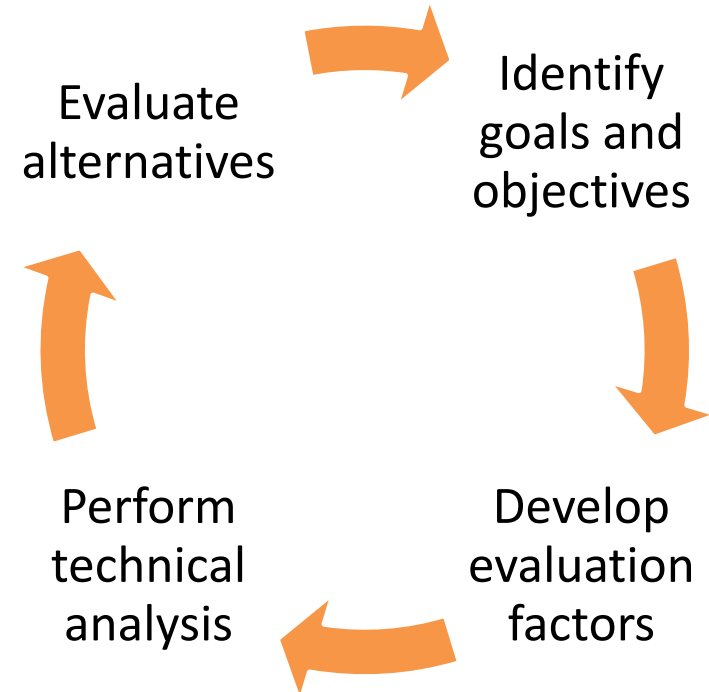 Evaluate
alternatives
Identify
goals and
objectives
Develop
evaluation
factors
Perform
technical
analysis